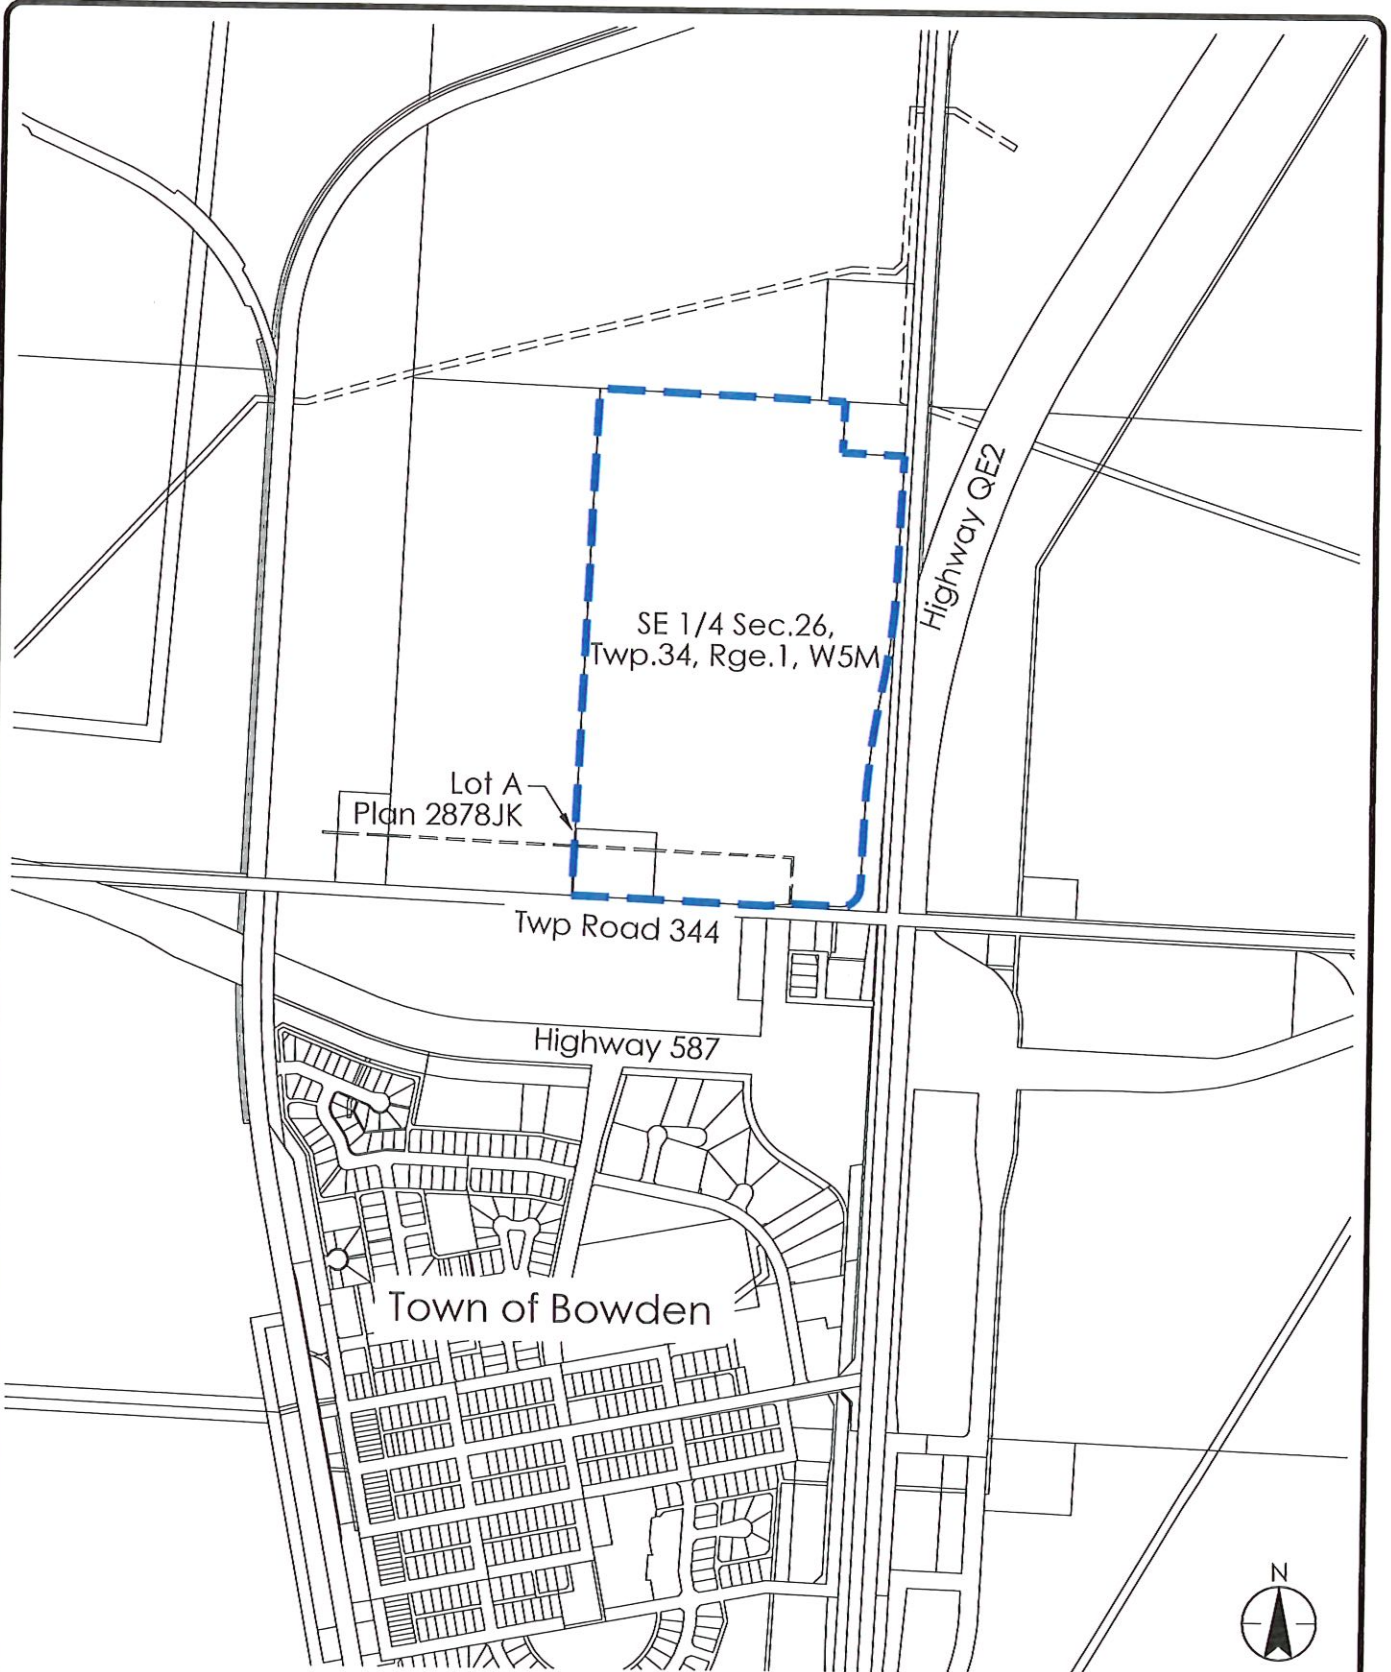 Highway QE2
SE 1/4 Sec.26,
Twp.34, Rge.1, W5M
Lot A
Plan 2878JK
Twp Road 344
Highway 587
Town of Bowden
N